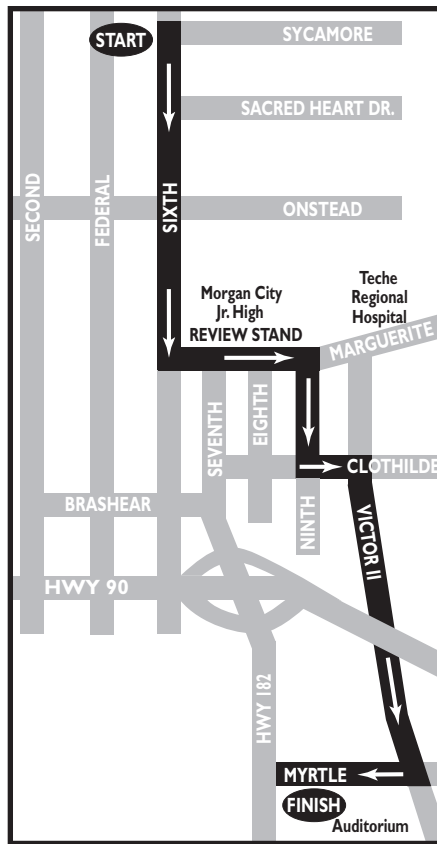 START
SYCAMORE
SACRED HEART DR.
SECOND
FEDERAL
SIXTH
ONSTEAD
Morgan City
Jr. High
REVIEW STAND
Teche
Regional
Hospital
MARGUERITE
SEVENTH
EIGHTH
NINTH
CLOTHILDE
BRASHEAR
VICTOR II
HWY 90
HWY 182
MYRTLE
FINISH
Auditorium